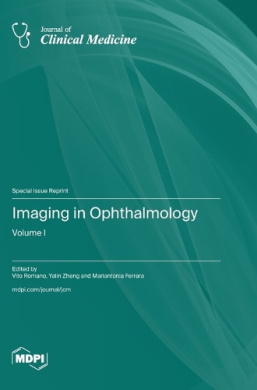 Journal of
Clinical Medicine
Special Issue Reprint
Imaging in Ophthalmology
Volume I
Edited by
Vito Romano, Yalin Zheng and Mariantonia Ferrara
mdpi.com/journal/jcm
MDPI